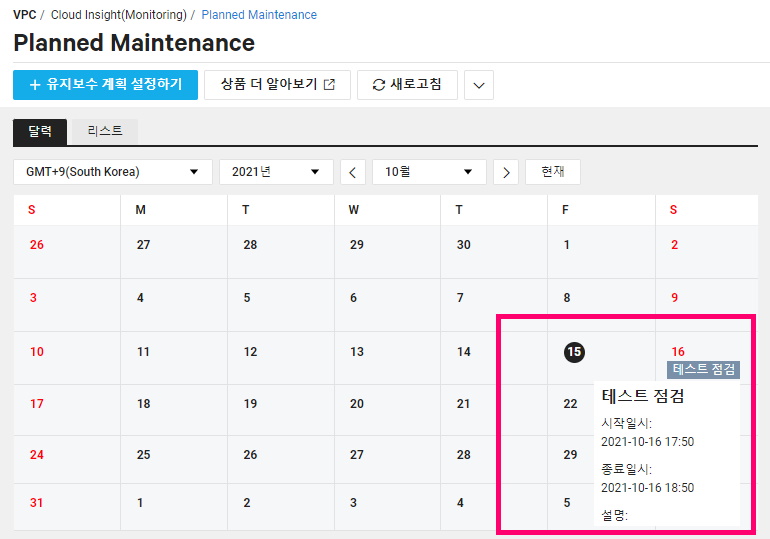 VPC / Cloud Insight(Monitoring) / Planned Maintenance
Planned Maintenance
+ 유지보수 계획 설정하기 상품 더 알아보기 새로고침
달력 리스트
GMT+9(South Korea) 2021년 < 10월 > 현재
S M T W T F S
26 27 28 29 30 1 2
3 4 5 6 7 8 9
10 11 12 13 14 15 16
테스트 점검
17 18 19 20 21 22
테스트 점검
시작일시:
2021-10-16 17:50
24 25 26 27 28 29
종료일시:
2021-10-16 18:50
31 1 2 3 4 5
설명: